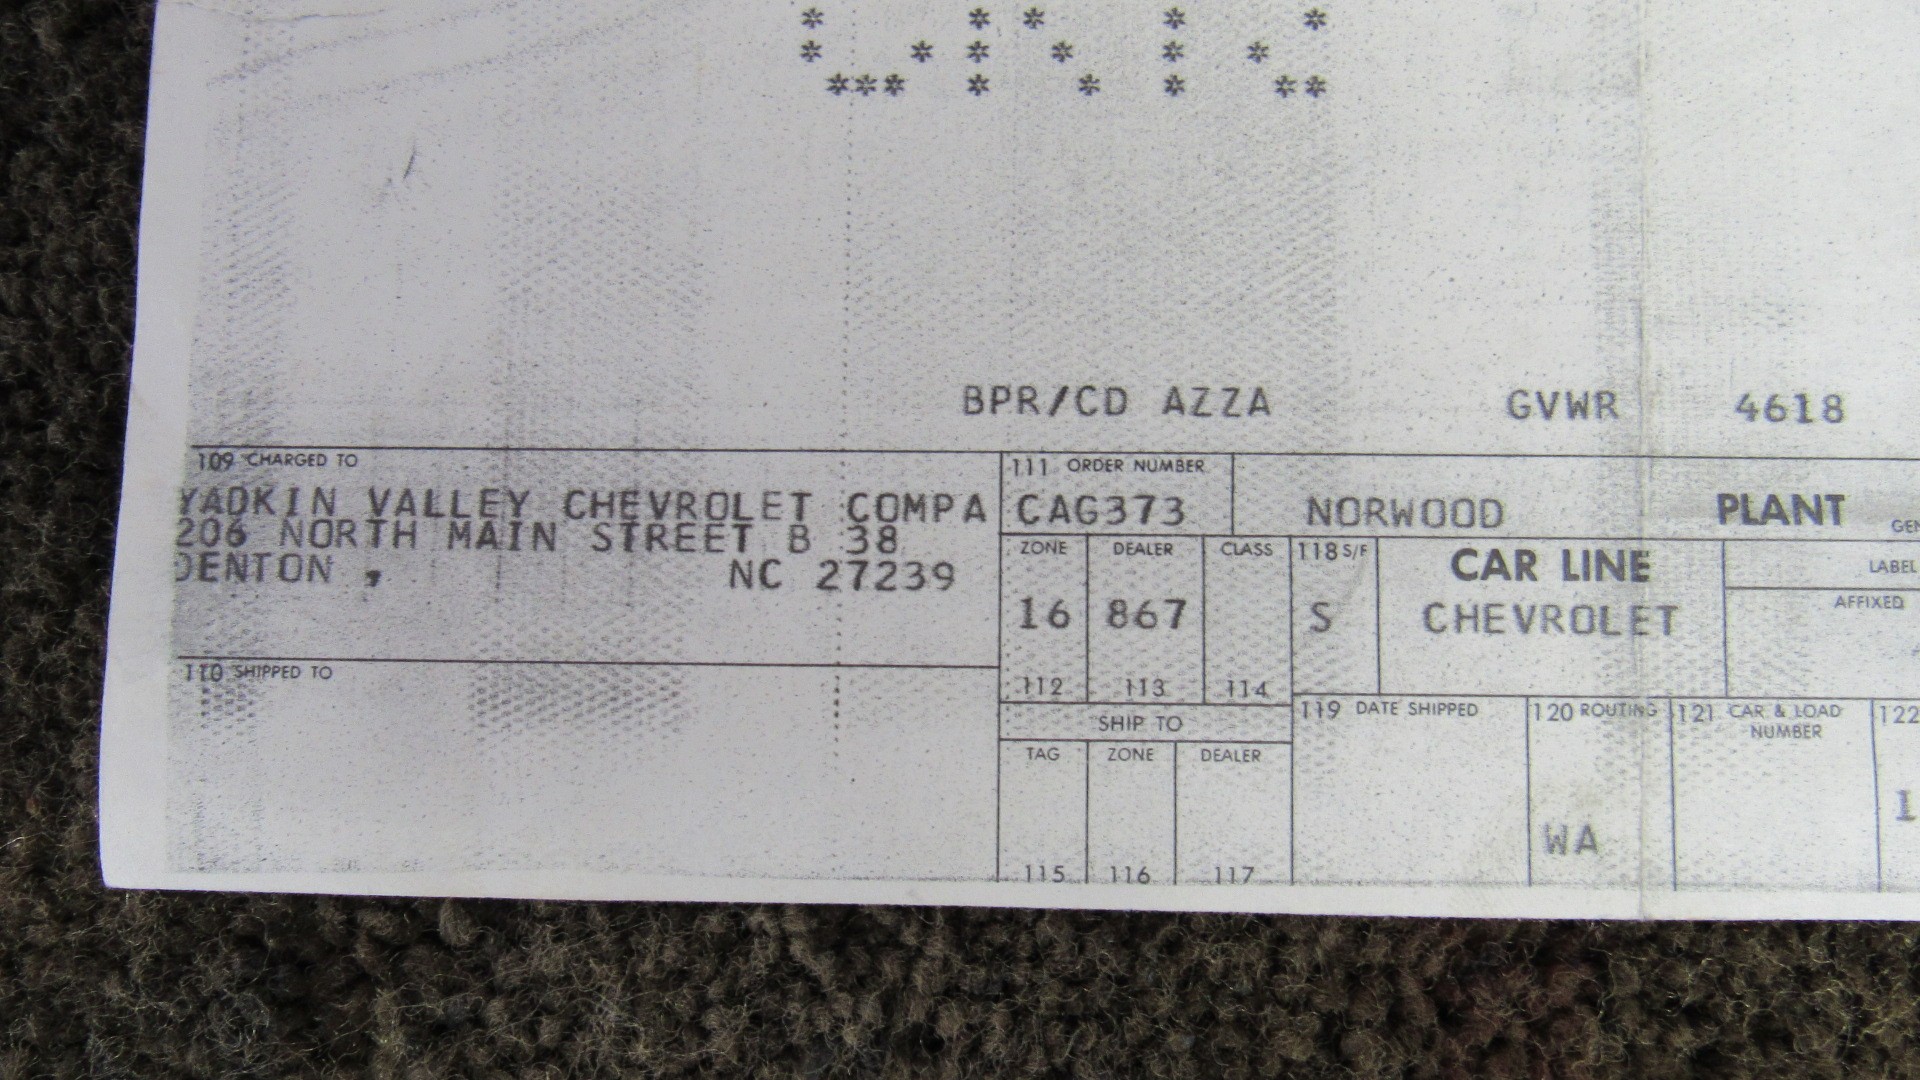 * * * * *
* * * * * *
*** * * * **
BPR/CD AZZA GVWR 4618
109 CHARGED TO
YADKIN VALLEY CHEVROLET COMPA
206 NORTH MAIN STREET B 38
DENTON , NC 27239
110 SHIPPED TO
111 ORDER NUMBER
CAG373
NORWOOD PLANT
GEN
ZONE DEALER CLASS
16 867
112 113 114
118 S/F
S
CAR LINE
CHEVROLET
LABEL
AFFIXED
SHIP TO
TAG ZONE DEALER
115 116 117
119 DATE SHIPPED
120 ROUTING
WA
121 CAR & LOAD
NUMBER
122
1